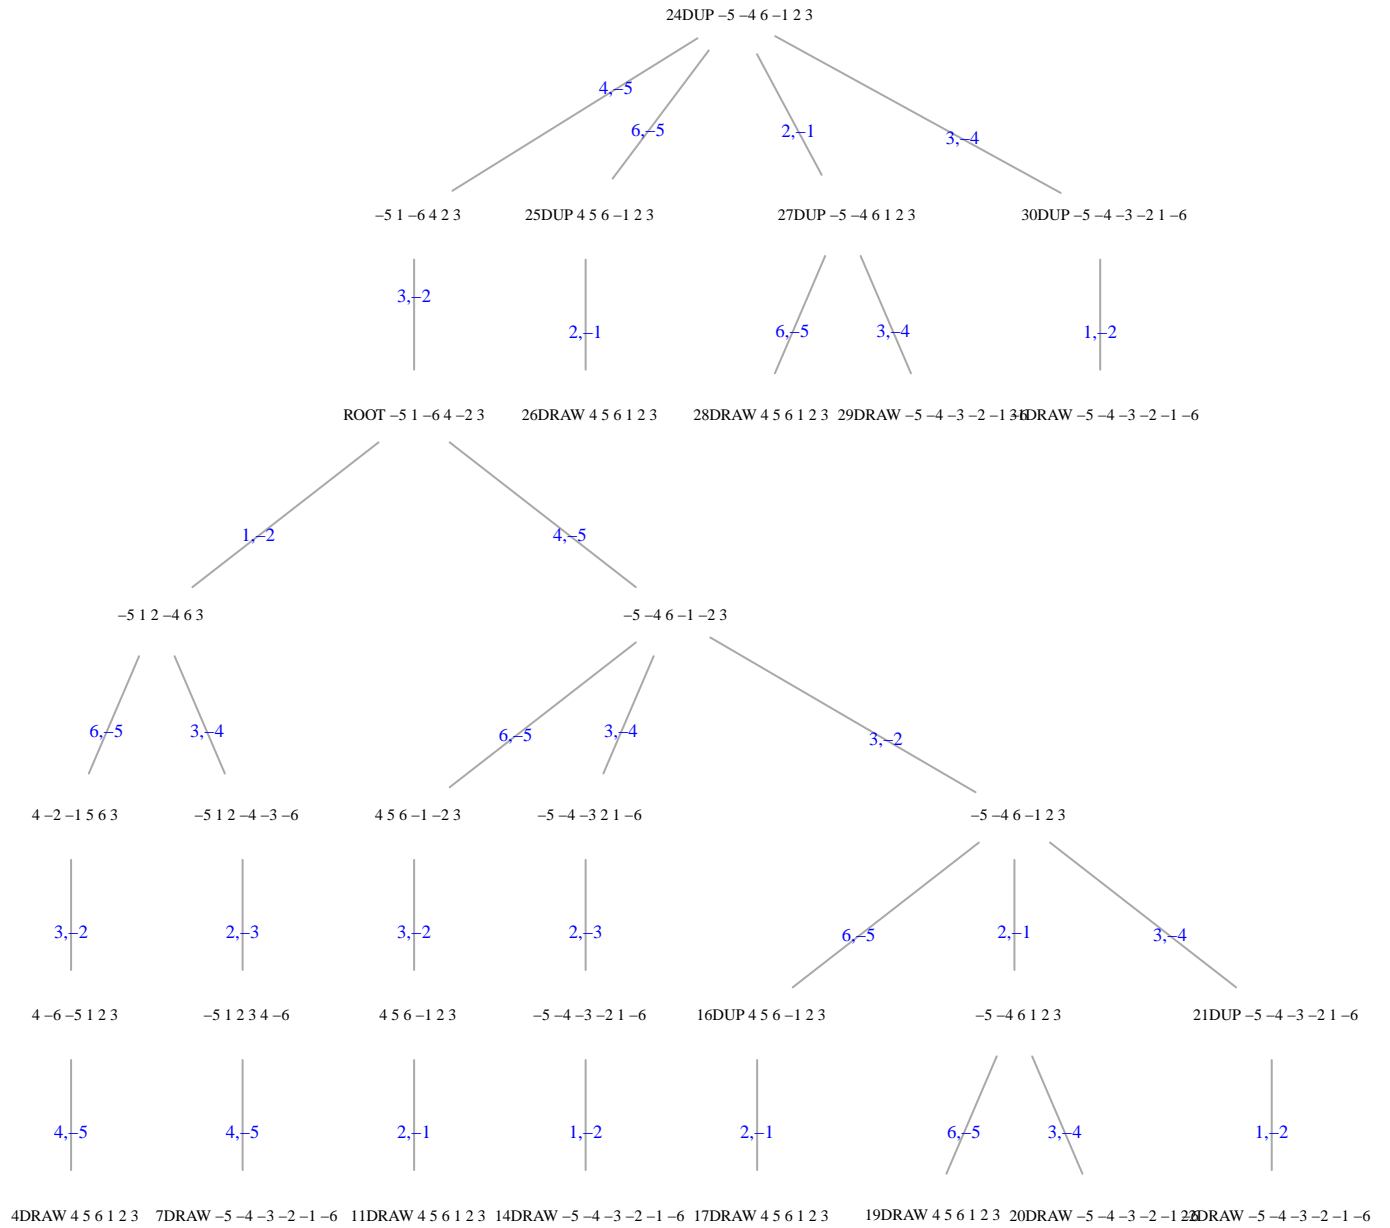 24DUP −5 −4 6 −1 2 3
4,−5
6,−5
2,−1
3,−4
−5 1 −6 4 2 3
25DUP 4 5 6 −1 2 3
27DUP −5 −4 6 1 2 3
30DUP −5 −4 −3 −2 1 −6
3,−2
2,−1
6,−5
3,−4
1,−2
ROOT −5 1 −6 4 −2 3
26DRAW 4 5 6 1 2 3
28DRAW 4 5 6 1 2 3
29DRAW −5 −4 −3 −2 −1
DRAW −5 −4 −3 −2 −1 −6
1,−2
4,−5
−5 1 2 −4 6 3
−5 −4 6 −1 −2 3
6,−5
3,−4
6,−5
3,−4
3,−2
4 −2 −1 5 6 3
−5 1 2 −4 −3 −6
4 5 6 −1 −2 3
−5 −4 −3 2 1 −6
−5 −4 6 −1 2 3
3,−2
2,−3
3,−2
2,−3
6,−5
2,−1
3,−4
4 −6 −5 1 2 3
−5 1 2 3 4 −6
4 5 6 −1 2 3
−5 −4 −3 −2 1 −6
16DUP 4 5 6 −1 2 3
−5 −4 6 1 2 3
21DUP −5 −4 −3 −2 1 −6
4,−5
4,−5
2,−1
1,−2
2,−1
6,−5
3,−4
1,−2
4DRAW 4 5 6 1 2 3
7DRAW −5 −4 −3 −2 −1 −6
11DRAW 4 5 6 1 2 3
14DRAW −5 −4 −3 −2 −1 −6
17DRAW 4 5 6 1 2 3
19DRAW 4 5 6 1 2 3
20DRAW −5 −4 −3 −2 −1
DRAW −5 −4 −3 −2 −1 −6